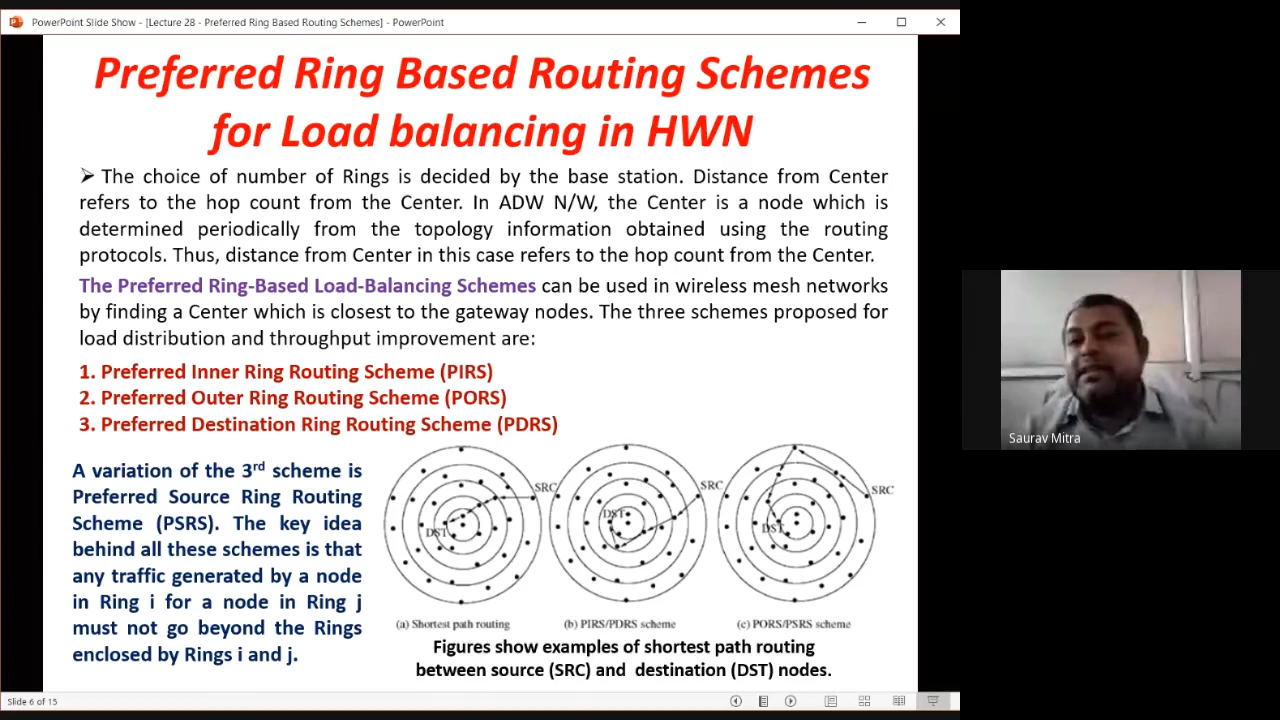 PowerPoint Slide Show - [Lecture 28 - Preferred Ring Based Routing Schemes] - PowerPoint
Preferred Ring Based Routing Schemes
for Load balancing in HWN
➢ The choice of number of Rings is decided by the base station. Distance from Center
refers to the hop count from the Center. In ADW N/W, the Center is a node which is
determined periodically from the topology information obtained using the routing
protocols. Thus, distance from Center in this case refers to the hop count from the Center.
The Preferred Ring-Based Load-Balancing Schemes can be used in wireless mesh networks
by finding a Center which is closest to the gateway nodes. The three schemes proposed for
load distribution and throughput improvement are:
1. Preferred Inner Ring Routing Scheme (PIRS)
2. Preferred Outer Ring Routing Scheme (PORS)
3. Preferred Destination Ring Routing Scheme (PDRS)
A variation of the 3rd scheme is
Preferred Source Ring Routing
Scheme (PSRS). The key idea
behind all these schemes is that
any traffic generated by a node
in Ring i for a node in Ring j
must not go beyond the Rings
enclosed by Rings i and j.
SRC
DST
(a) Shortest path routing
SRC
DST
(b) PIRS/PDRS scheme
SRC
DST
(c) PORS/PSRS scheme
Figures show examples of shortest path routing
between source (SRC) and destination (DST) nodes.
Slide 6 of 15
Saurav Mitra